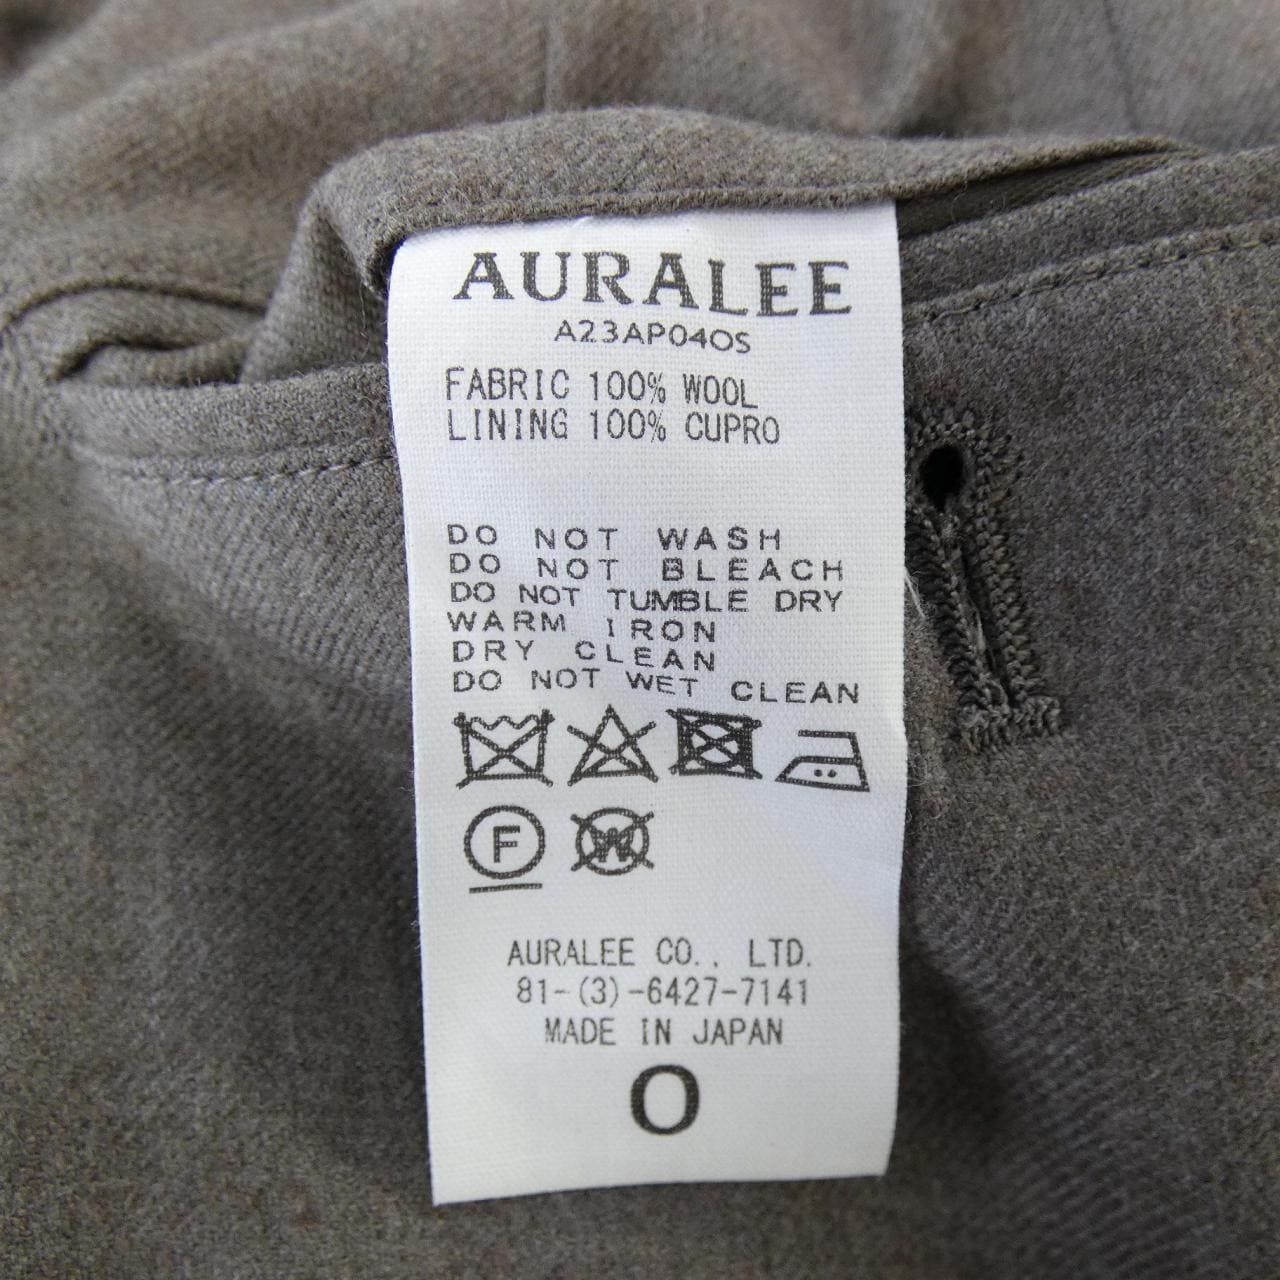 AURALEE
A23AP04OS
FABRIC 100% WOOL
LINING 100% CUPRO
DO NOT WASH
DO NOT BLEACH
DO NOT TUMBLE DRY
WARM IRON
DRY CLEAN
DO NOT WET CLEAN
F W
AURALEE CO., LTD.
81-(3)-6427-7141
MADE IN JAPAN
O